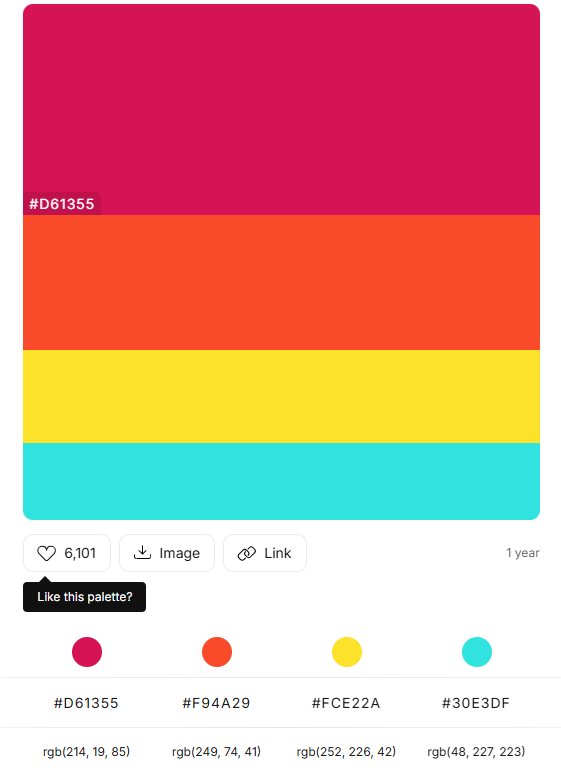 #D61355
6,101 Image Link 1 year
Like this palette?
#D61355 #F94A29 #FCE22A #30E3DF
rgb(214, 19, 85) rgb(249, 74, 41) rgb(252, 226, 42) rgb(48, 227, 223)